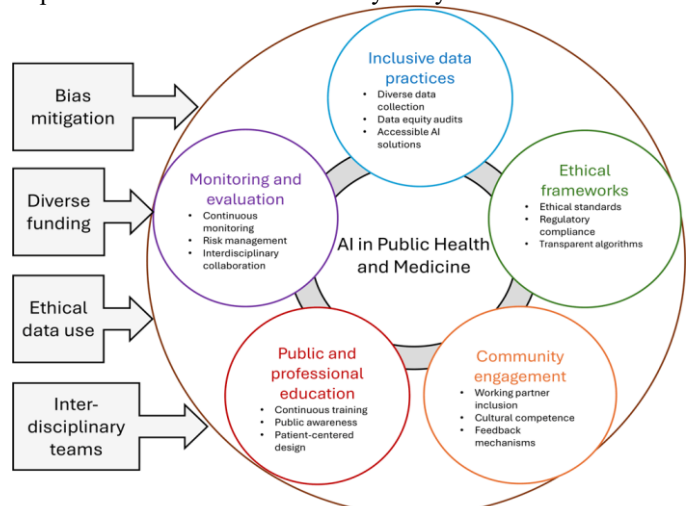 Bias
mitigation
Diverse
funding
Ethical
data use
Inter-
disciplinary
teams
Inclusive data
practices
• Diverse data
collection
• Data equity audits
• Accessible AI
solutions
Monitoring and
evaluation
• Continuous
monitoring
• Risk management
• Interdisciplinary
collaboration
Ethical
frameworks
• Ethical standards
• Regulatory
compliance
• Transparent algorithms
AI in Public Health
and Medicine
Public and
professional
education
• Continuous training
• Public awareness
• Patient-centered
design
Community
engagement
• Working partner
inclusion
• Cultural competence
• Feedback
mechanisms